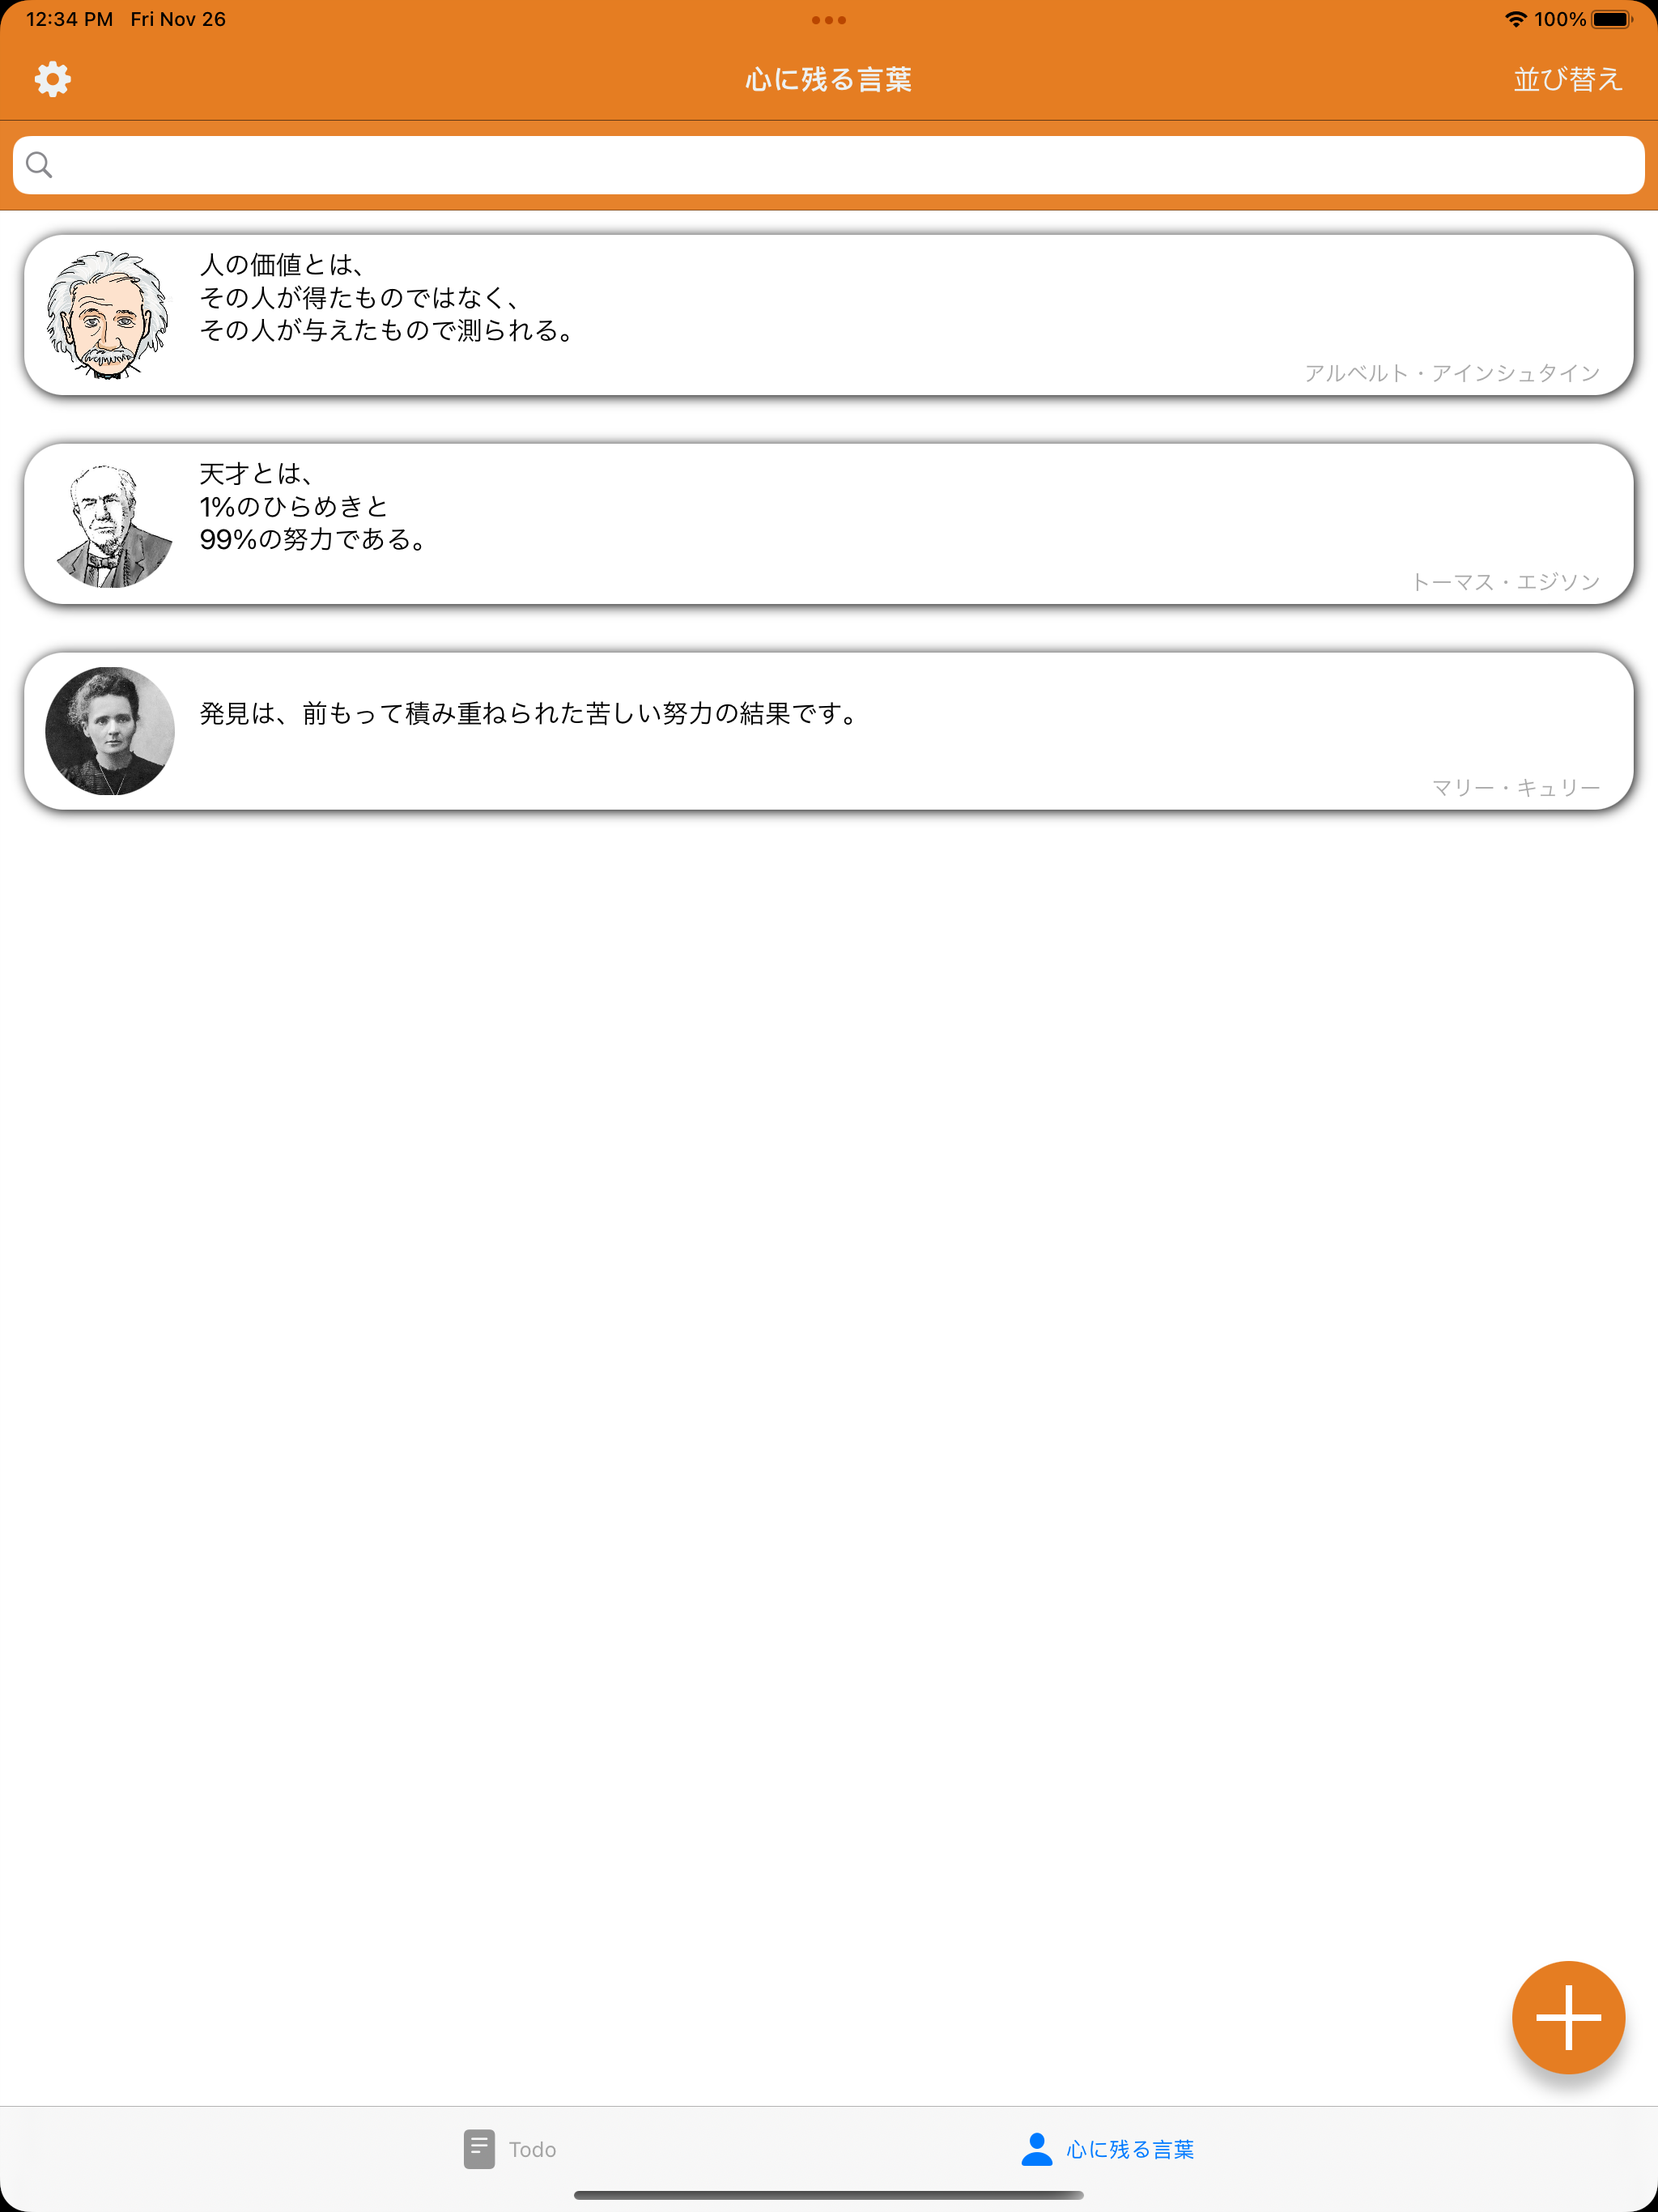 12:34 PM Fri Nov 26
100%
心に残る言葉
並び替え
人の価値とは、
その人が得たものではなく、
その人が与えたもので測られる。
アルベルト・アインシュタイン
天才とは、
1%のひらめきと
99%の努力である。
トーマス・エジソン
発見は、前もって積み重ねられた苦しい努力の結果です。
マリー・キュリー
Todo
心に残る言葉